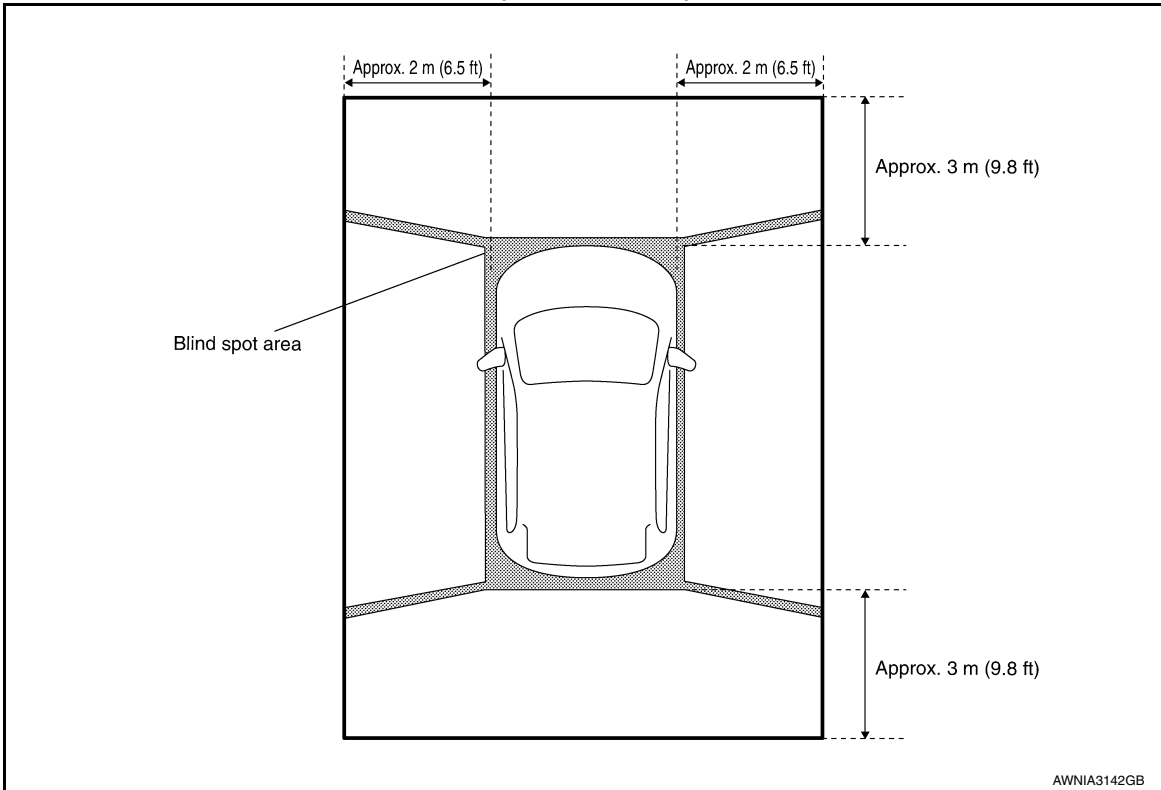 Approx. 2 m (6.5 ft)
Approx. 2 m (6.5 ft)
Approx. 3 m (9.8 ft)
Blind spot area
Approx. 3 m (9.8 ft)
AWNIA3142GB